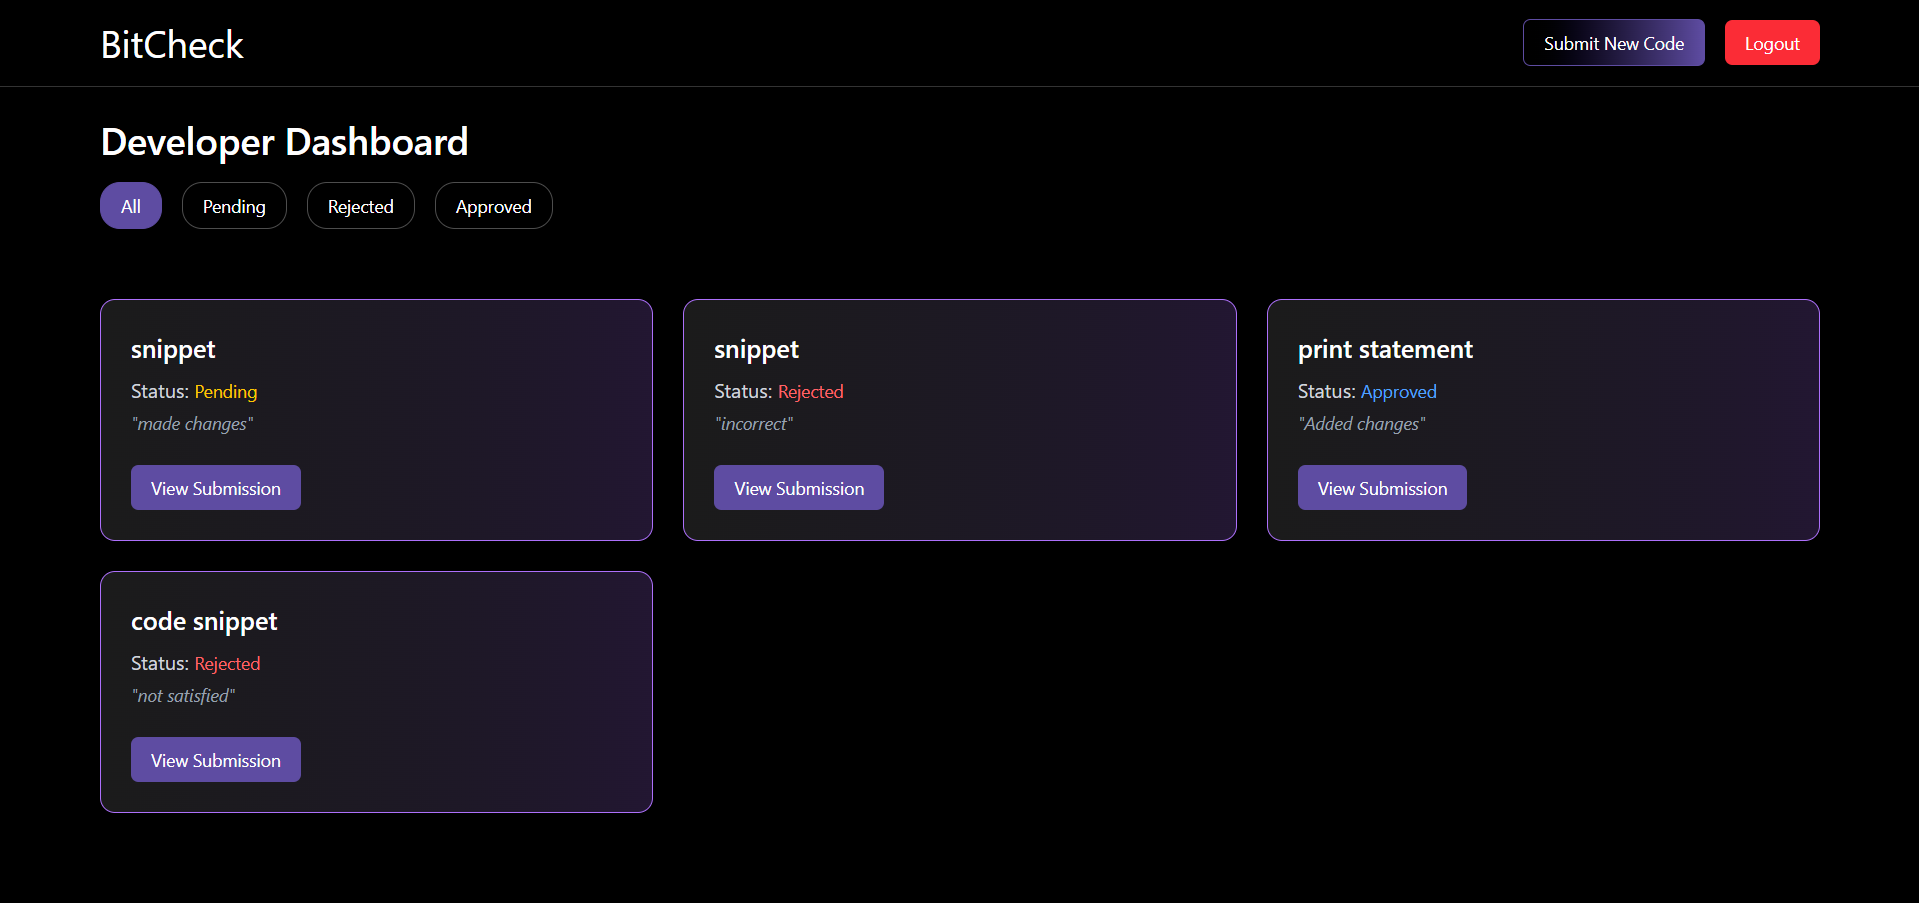 BitCheck
Submit New Code
Logout
Developer Dashboard
All
Pending
Rejected
Approved
snippet
Status: Pending
"made changes"
View Submission
snippet
Status: Rejected
"incorrect"
View Submission
print statement
Status: Approved
"Added changes"
View Submission
code snippet
Status: Rejected
"not satisfied"
View Submission